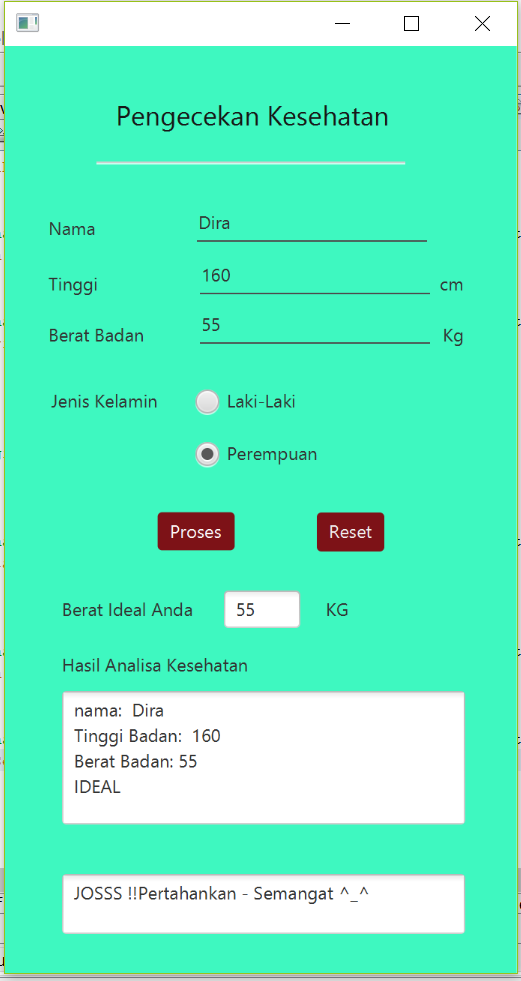 Pengecekan Kesehatan
Nama Dira
Tinggi 160 cm
Berat Badan 55 Kg
Jenis Kelamin Laki-Laki
Perempuan
Proses Reset
Berat Ideal Anda 55 KG
Hasil Analisa Kesehatan
nama: Dira
Tinggi Badan: 160
Berat Badan: 55
IDEAL
JOSSS !!Pertahankan - Semangat ^_^